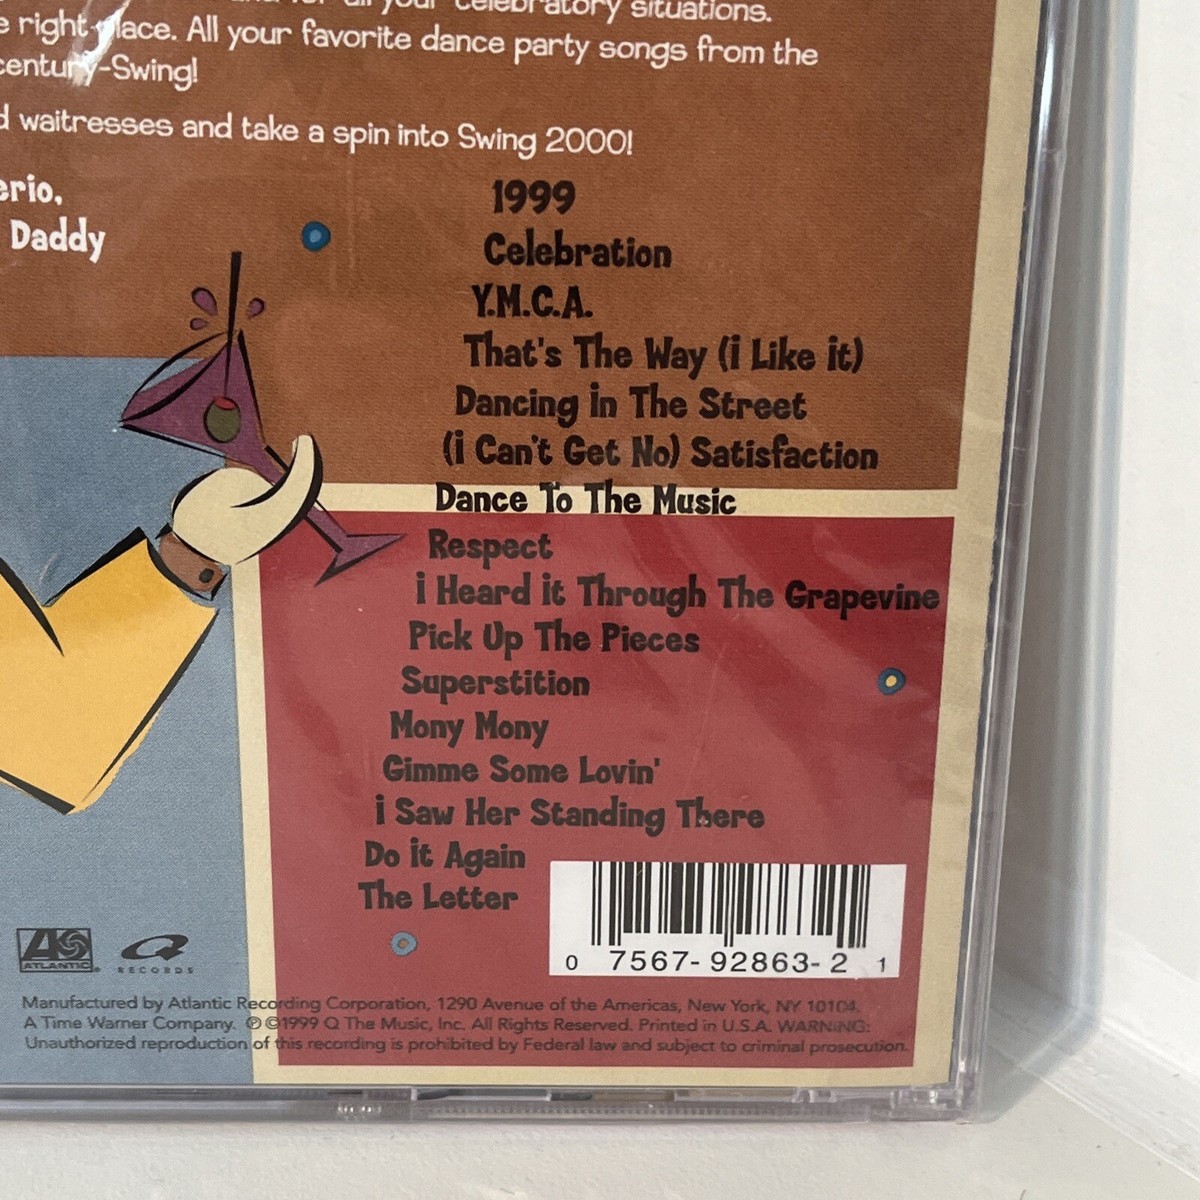 your celebratory situations.
right place. All your favorite dance party songs from the
century-Swing!
waitresses and take a spin into Swing 2000!
erio,
Daddy
1999
Celebration
Y.M.C.A.
That's The Way (i Like it)
Dancing in The Street
(i Can't Get No) Satisfaction
Dance To The Music
Respect
i Heard it Through The Grapevine
Pick Up The Pieces
Superstition
Mony Mony
Gimme Some Lovin'
i Saw Her Standing There
Do it Again
The Letter
ATLANTIC
RECORDS
0 7567-92863-2 1
Manufactured by Atlantic Recording Corporation, 1290 Avenue of the Americas, New York, NY 10104.
A Time Warner Company. ℗©1999 Q The Music, Inc. All Rights Reserved. Printed in U.S.A. WARNING:
Unauthorized reproduction of this recording is prohibited by Federal law and subject to criminal prosecution.